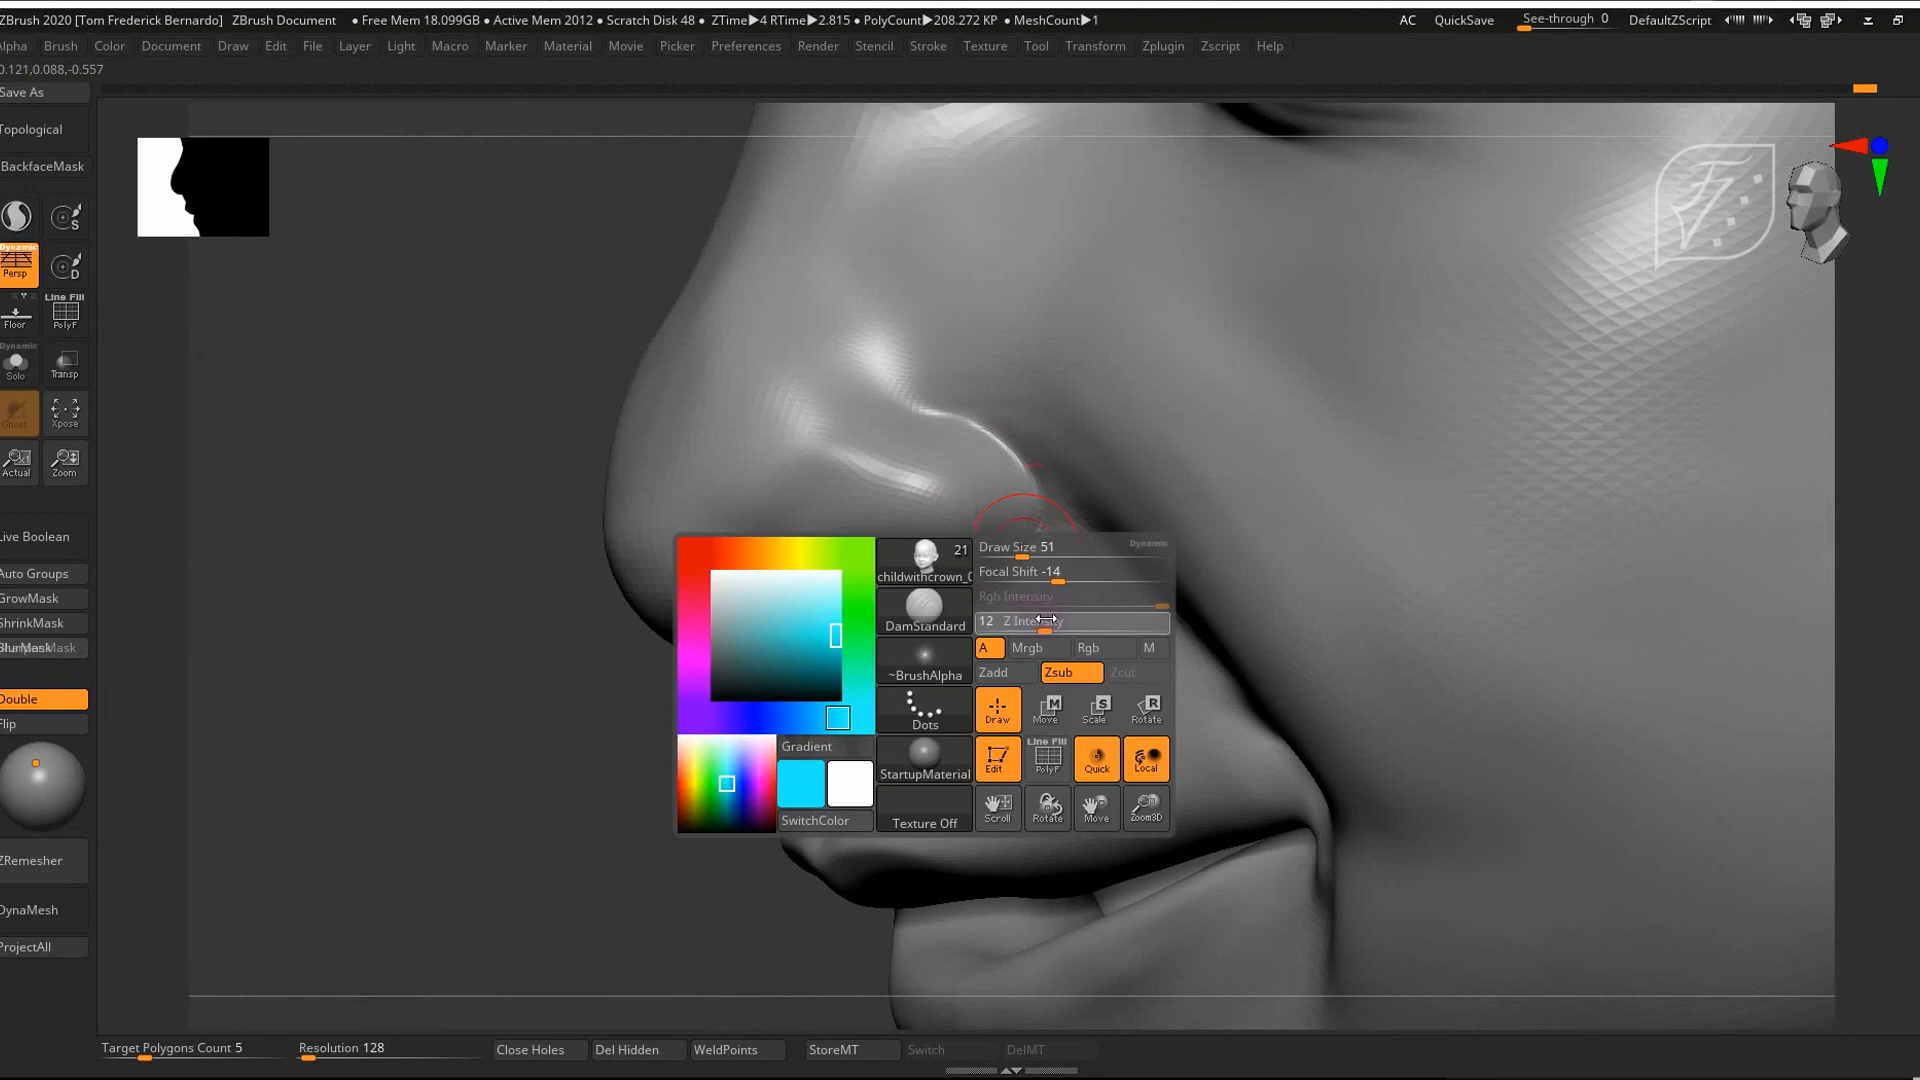 ZBrush 2020 [Tom Frederick Bernardo] ZBrush Document ● Free Mem 18.099GB ● Active Mem 2012 ● Scratch Disk 48 ● ZTime▶4 RTime▶2.815 ● PolyCount▶208.272 KP ● MeshCount▶1 AC QuickSave See-through 0 DefaultZScript
Alpha Brush Color Document Draw Edit File Layer Light Macro Marker Material Movie Picker Preferences Render Stencil Stroke Texture Tool Transform Zplugin Zscript Help
0.121,0.088,-0.557
Save As
Topological
BackfaceMask
S
Dynamic
Persp
D
Line Fill
Floor
PolyF
Dynamic
Solo
Transp
Ghost
Xpose
Actual
Zoom
Live Boolean
Auto Groups
GrowMask
ShrinkMask
BlurMask
Double
Flip
ZRemesher
DynaMesh
ProjectAll
21
childwithcrown_0
DamStandard
~BrushAlpha
Dots
StartupMaterial
Texture Off
Gradient
SwitchColor
Draw Size 51
Dynamic
Focal Shift -14
Rgb Intensity
12 Z Intensity
A Mrgb Rgb M
Zadd Zsub Zcut
Draw Move Scale Rotate
M S R
Line Fill
Edit PolyF Quick Local
Scroll Rotate Move Zoom3D
Target Polygons Count 5 Resolution 128 Close Holes Del Hidden WeldPoints StoreMT Switch DelMT